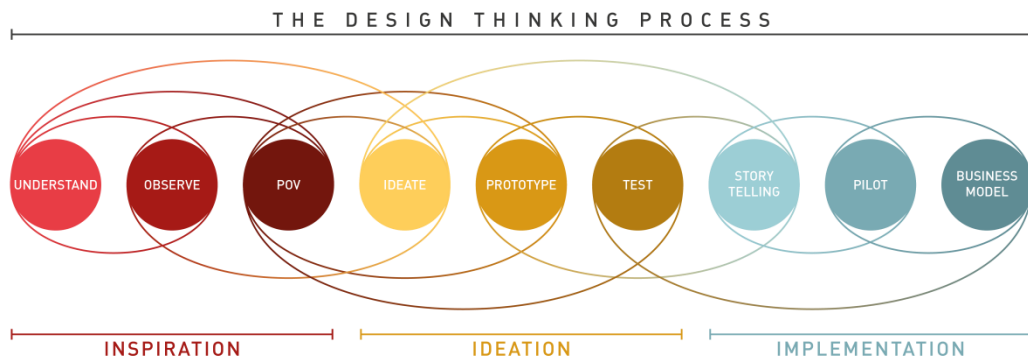 THE DESIGN THINKING PROCESS
UNDERSTAND
OBSERVE
POV
IDEATE
PROTOTYPE
TEST
STORY
TELLING
PILOT
BUSINESS
MODEL
INSPIRATION
IDEATION
IMPLEMENTATION